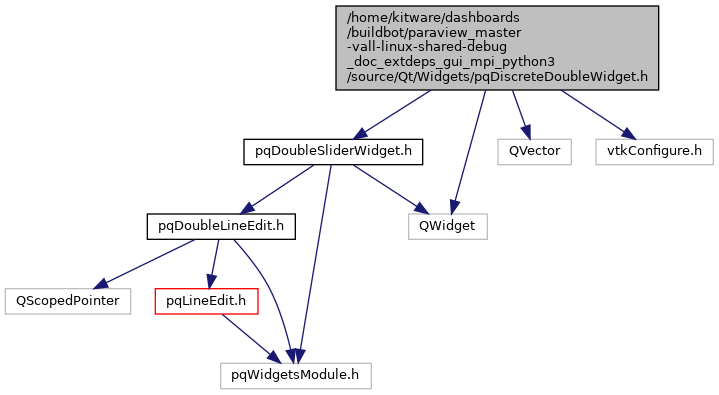 /home/kitware/dashboards
/buildbot/paraview_master
-vall-linux-shared-debug
_doc_extdeps_gui_mpi_python3
/source/Qt/Widgets/pqDiscreteDoubleWidget.h
pqDoubleSliderWidget.h
QVector
vtkConfigure.h
pqDoubleLineEdit.h
QWidget
QScopedPointer
pqLineEdit.h
pqWidgetsModule.h